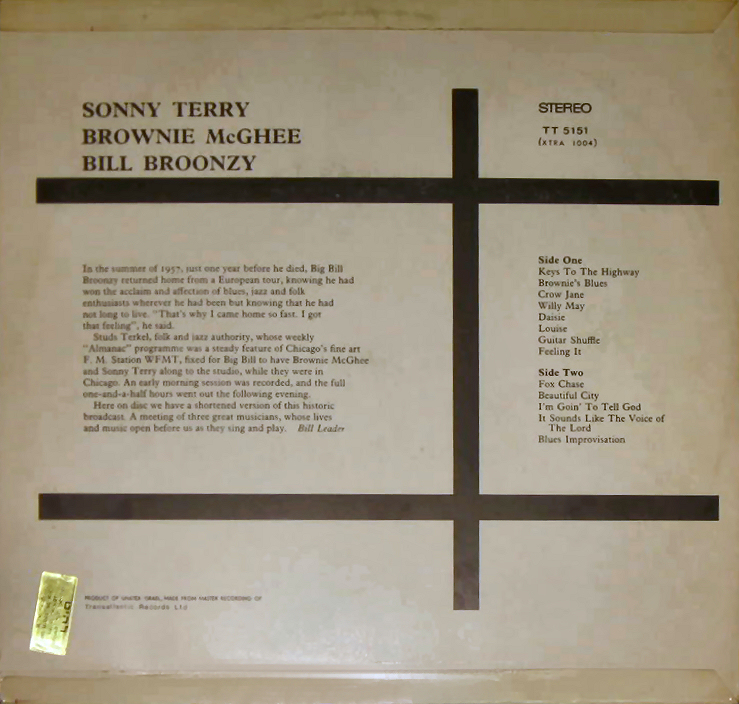 SONNY TERRY
BROWNIE McGHEE
BILL BROONZY
STEREO
TT 5151
(XTRA 1004)
In the summer of 1957, just one year before he died, Big Bill
Broonzy returned home from a European tour, knowing he had
won the acclaim and affection of blues, jazz and folk
enthusiasts wherever he had been but knowing that he had
not long to live. "That's why I came home so fast. I got
that feeling", he said.
Studs Terkel, folk and jazz authority, whose weekly
"Almanac" programme was a steady feature of Chicago's fine art
F. M. Station WFMT, fixed for Big Bill to have Brownie McGhee
and Sonny Terry along to the studio, while they were in
Chicago. An early morning session was recorded, and the full
one-and-a-half hours went out the following evening.
Here on disc we have a shortened version of this historic
broadcast. A meeting of three great musicians, whose lives
and music open before us as they sing and play. Bill Leader
Side One
Keys To The Highway
Brownie's Blues
Crow Jane
Willy May
Daisie
Louise
Guitar Shuffle
Feeling It
Side Two
Fox Chase
Beautiful City
I'm Goin' To Tell God
It Sounds Like The Voice of
The Lord
Blues Improvisation
PRODUCT OF ISRAEL, MADE FROM MASTER RECORDING OF
Transatlantic Records Ltd